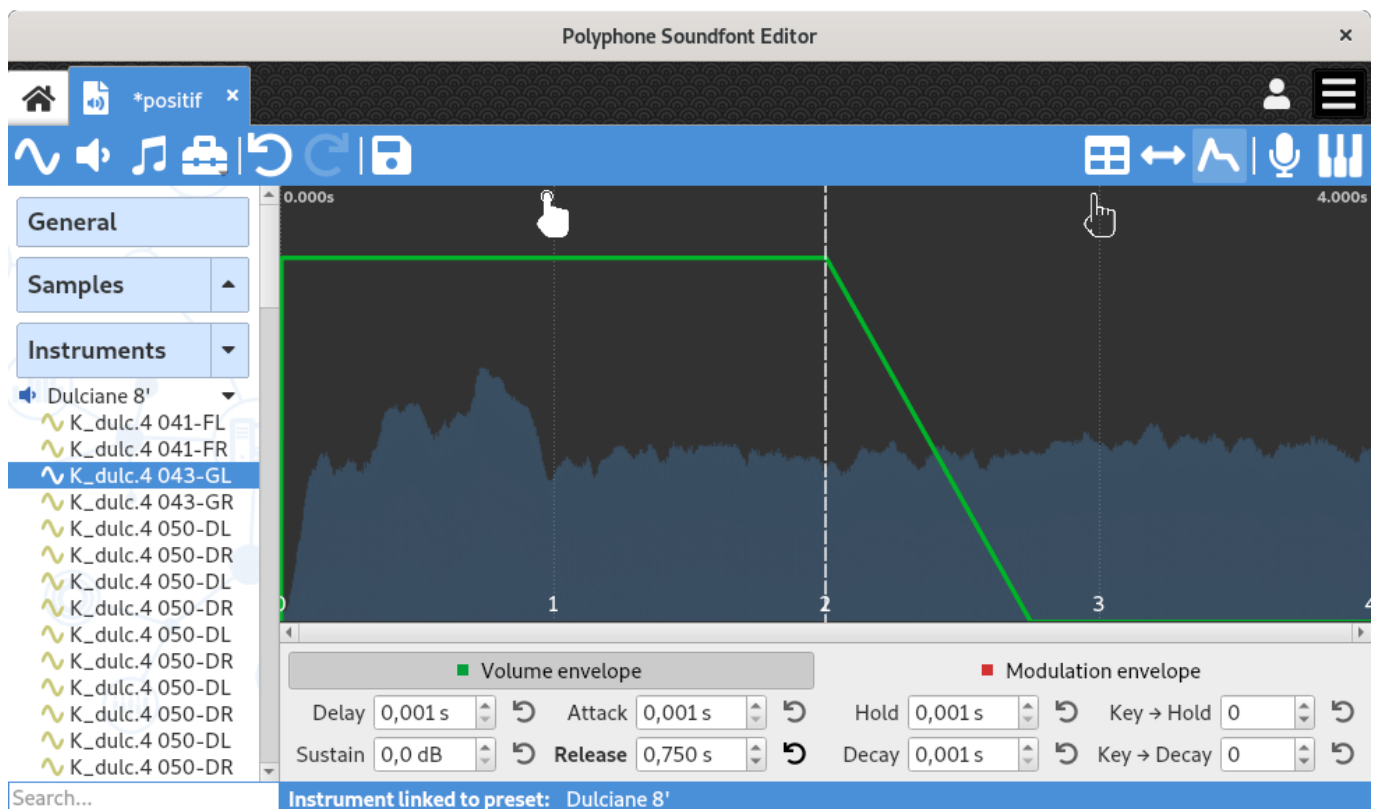 Polyphone Soundfont Editor
*positif
General
Samples
Instruments
Dulciane 8'
K_dulc.4 041-FL
K_dulc.4 041-FR
K_dulc.4 043-GL
K_dulc.4 043-GR
K_dulc.4 050-DL
K_dulc.4 050-DR
K_dulc.4 050-DL
K_dulc.4 050-DR
K_dulc.4 050-DL
K_dulc.4 050-DR
K_dulc.4 050-DL
K_dulc.4 050-DR
K_dulc.4 050-DL
K_dulc.4 050-DR
Search...
0.000s 4.000s
0 1 2 3 4
Volume envelope Modulation envelope
Delay 0,001 s Attack 0,001 s Hold 0,001 s Key → Hold 0
Sustain 0,0 dB Release 0,750 s Decay 0,001 s Key → Decay 0
Instrument linked to preset: Dulciane 8'